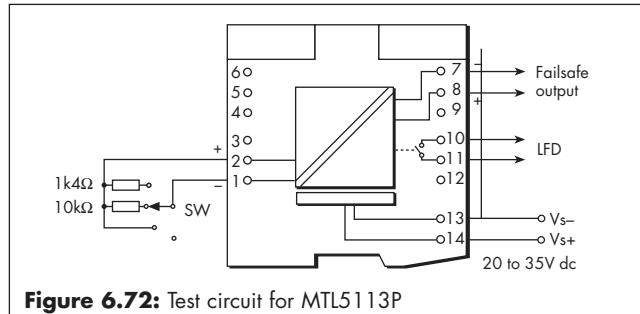 6
5
4
3
2
1
+
–
1k4Ω
10kΩ
SW
7
8
9
10
11
12
13
14
–
+
Failsafe
output
LFD
Vs–
Vs+
20 to 35V dc
Figure 6.72: Test circuit for MTL5113P